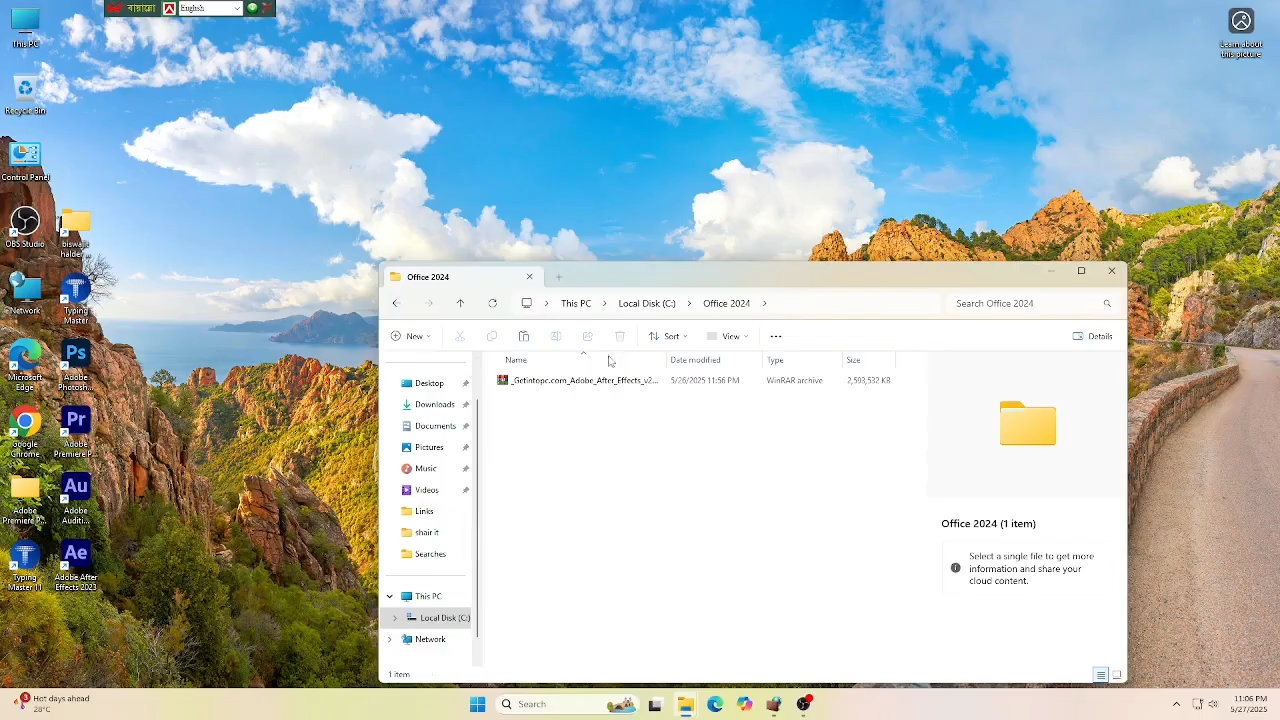 English
This PC
Recycle Bin
Control Panel
OBS Studio
biswajit
halder
Network
Typing
Master
Microsoft
Edge
Adobe
Photosh...
Google
Chrome
Adobe
Premiere P...
Adobe
Premiere P...
Adobe
Auditi...
Typing
Master 11
Adobe After
Effects 2023
Learn about
this picture
Office 2024
This PC > Local Disk (C:) > Office 2024 >
Search Office 2024
New
Sort
View
Details
Name
Date modified
Type
Size
_Getintopc.com_Adobe_After_Effects_v2...
5/26/2025 11:56 PM
WinRAR archive
2,593,532 KB
Desktop
Downloads
Documents
Pictures
Music
Videos
Links
shair it
Searches
This PC
Local Disk (C:)
Network
Office 2024 (1 item)
Select a single file to get more
information and share your
cloud content.
1 item
3
Hot days ahead
28°C
Search
11:06 PM
5/27/2025